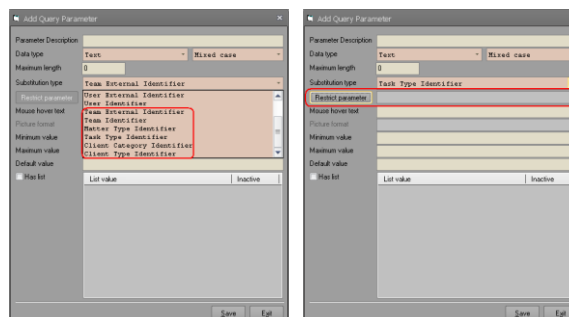 Add Query Parameter
Parameter Description
Data type Text Mixed case
Maximum length 0
Substitution type Team External Identifier
Restrict parameter User External Identifier
User Identifier
Mouse hover text Team External Identifier
Team Identifier
Picture format Matter Type Identifier
Minimum value Task Type Identifier
Client Category Identifier
Maximum value Client Type Identifier
Default value
Has list List value Inactive
Save Exit
Add Query Parameter
Parameter Description
Data type Text Mixed case
Maximum length 0
Substitution type Task Type Identifier
Restrict parameter
Mouse hover text
Picture format
Minimum value
Maximum value
Default value
Has list List value Inactive
Save Exit